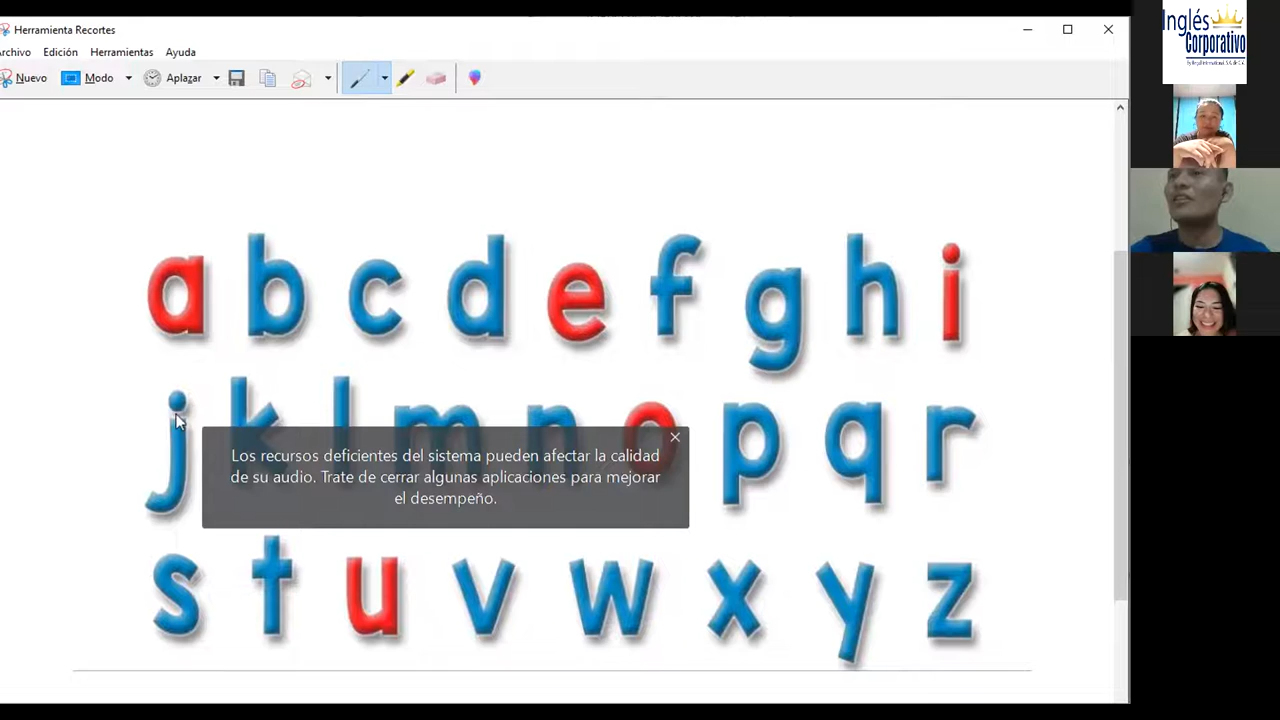 Herramienta Recortes
Archivo Edición Herramientas Ayuda
Nuevo Modo Aplazar
Inglés
Corporativo
a b c d e f g h i
j k l m n o p q r
Los recursos deficientes del sistema pueden afectar la calidad
de su audio. Trate de cerrar algunas aplicaciones para mejorar
el desempeño.
s t u v w x y z